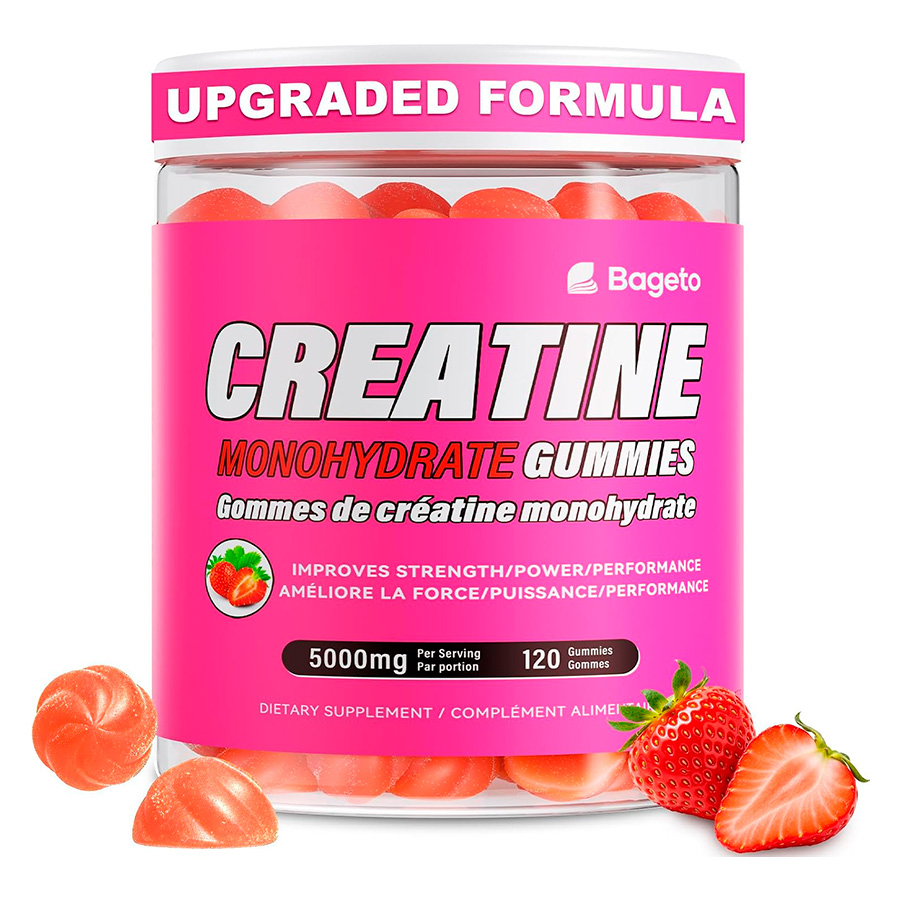 UPGRADED FORMULA
Bageto
CREATINE
MONOHYDRATE GUMMIES
Gommes de créatine monohydrate
IMPROVES STRENGTH/POWER/PERFORMANCE
AMÉLIORE LA FORCE/PUISSANCE/PERFORMANCE
5000mg Per Serving 120 Gummies
Par portion Gommes
DIETARY SUPPLEMENT / COMPLÉMENT